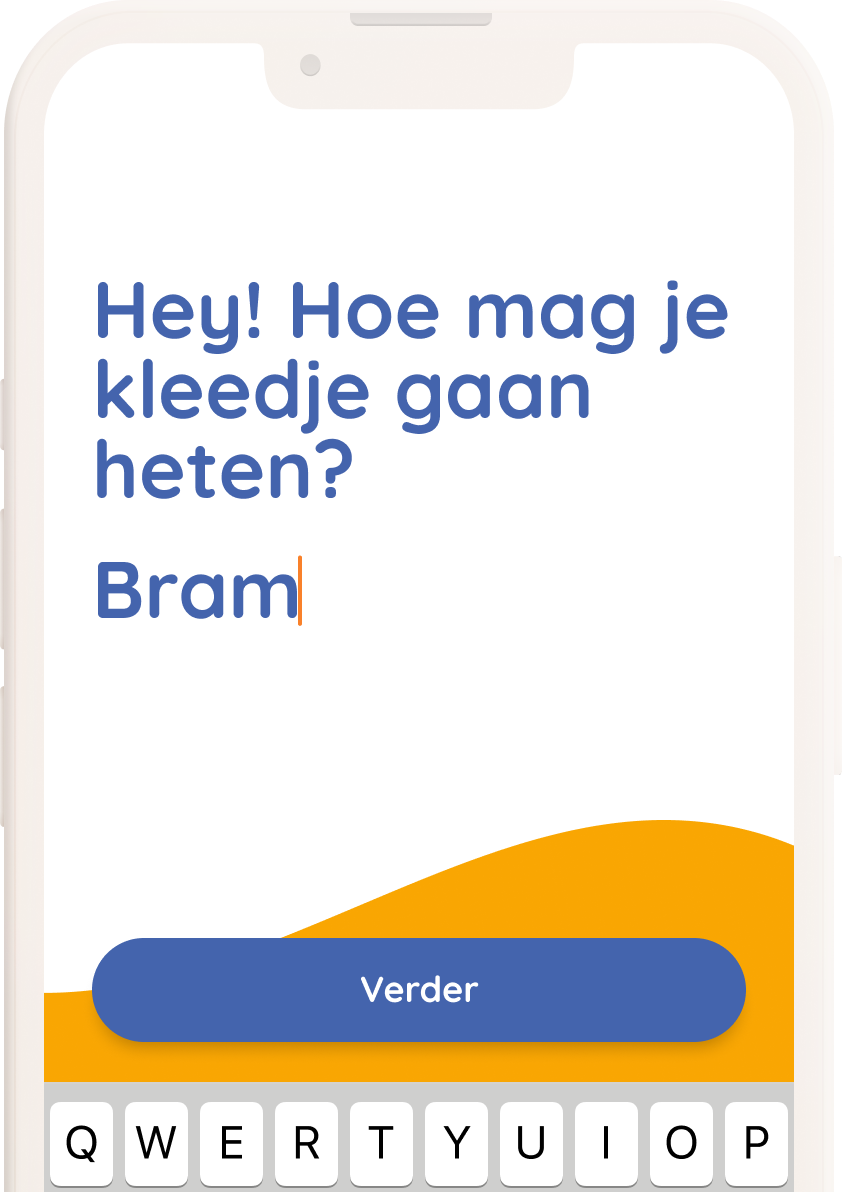 Hey! Hoe mag je
kleedje gaan
heten?
Bram
Verder
Q W E R T Y U I O P